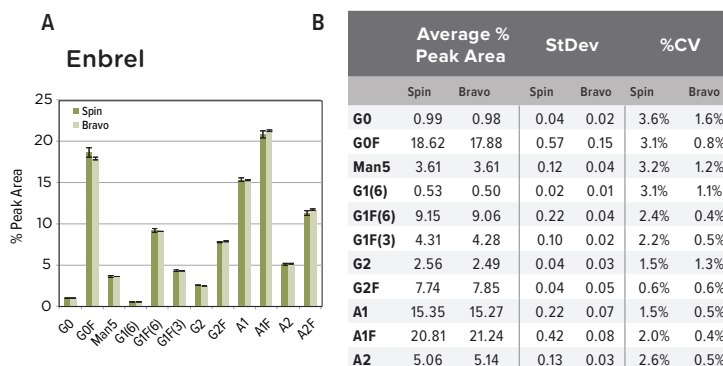 A
Enbrel
% Peak Area
25
20
15
10
5
0
Spin
Bravo
G0 G0F Man5 G1(6) G1F(6) G1F(3) G2 G2F A1 A1F A2 A2F
B
Average % Peak Area StDev %CV
Spin Bravo Spin Bravo Spin Bravo
G0 0.99 0.98 0.04 0.02 3.6% 1.6%
G0F 18.62 17.88 0.57 0.15 3.1% 0.8%
Man5 3.61 3.61 0.12 0.04 3.2% 1.2%
G1(6) 0.53 0.50 0.02 0.01 3.1% 1.1%
G1F(6) 9.15 9.06 0.22 0.04 2.4% 0.4%
G1F(3) 4.31 4.28 0.10 0.02 2.2% 0.5%
G2 2.56 2.49 0.04 0.03 1.5% 1.3%
G2F 7.74 7.85 0.04 0.05 0.6% 0.6%
A1 15.35 15.27 0.22 0.07 1.5% 0.5%
A1F 20.81 21.24 0.42 0.08 2.0% 0.4%
A2 5.06 5.14 0.13 0.03 2.6% 0.5%